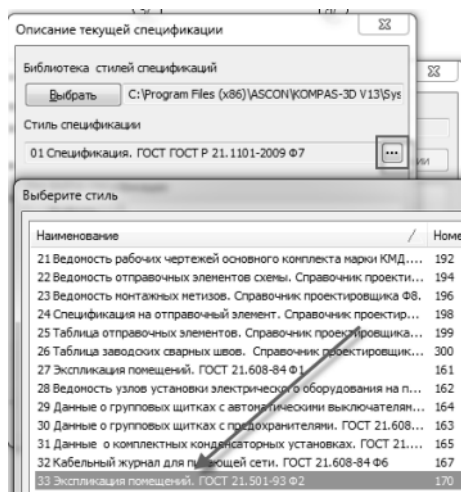 Описание текущей спецификации
Библиотека стилей спецификаций
Выбрать C:\Program Files (x86)\ASCON\KOMPAS-3D V13\Sys
Стиль спецификации
01 Спецификация. ГОСТ ГОСТ Р 21.1101-2009 Ф7 ...
ии
Выберите стиль
Наименование / Номе
21 Ведомость рабочих чертежей основного комплекта марки КМД.... 192
22 Ведомость отправочных элементов схемы. Справочник проекти... 194
23 Ведомость монтажных метизов. Справочник проектировщика Ф8. 196
24 Спецификация на отправочный элемент. Справочник проектир... 198
25 Таблица отправочных элементов. Справочник проектировщика... 199
26 Таблица заводских сварных швов. Справочник проектировщик... 300
27 Экспликация помещений. ГОСТ 21.608-84 Ф1 161
28 Ведомость узлов установки электрического оборудования на п... 162
29 Данные о групповых щитках с автоматическими выключателян... 164
30 Данные о групповых щитках с предохранителями. ГОСТ 21.608... 163
31 Данные о комплектных конденсаторных установках. ГОСТ 21.... 165
32 Кабельный журнал для питающей сети. ГОСТ 21.608-84 Ф6 167
33 Экспликация помещений. ГОСТ 21.501-93 Ф2 170